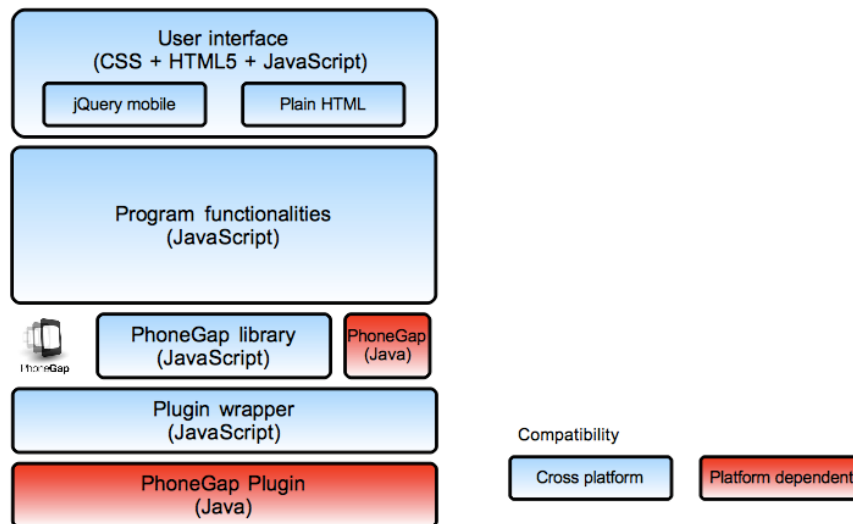 User interface
(CSS + HTML5 + JavaScript)
jQuery mobile
Plain HTML
Program functionalities
(JavaScript)
PhoneGap
PhoneGap library
(JavaScript)
PhoneGap
(Java)
Plugin wrapper
(JavaScript)
PhoneGap Plugin
(Java)
Compatibility
Cross platform
Platform dependent